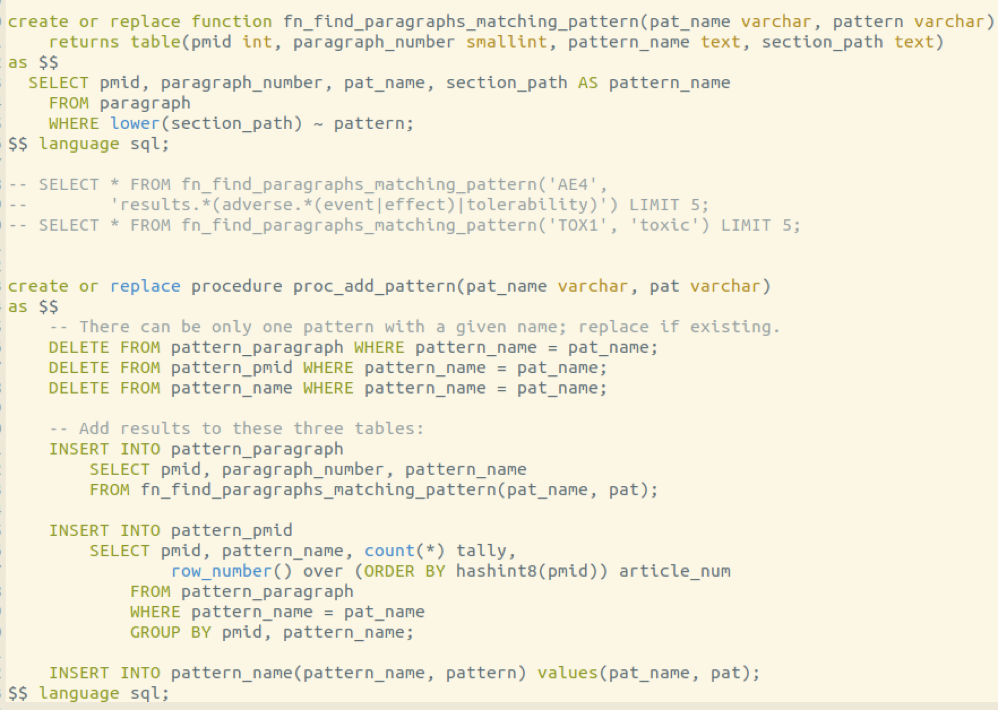 create or replace function fn_find_paragraphs_matching_pattern(pat_name varchar, pattern varchar)
    returns table(pmid int, paragraph_number smallint, pattern_name text, section_path text)
as $$
  SELECT pmid, paragraph_number, pat_name, section_path AS pattern_name
    FROM paragraph
    WHERE lower(section_path) ~ pattern;
$$ language sql;

-- SELECT * FROM fn_find_paragraphs_matching_pattern('AE4',
--        'results.*(adverse.*(event|effect)|tolerability)') LIMIT 5;
-- SELECT * FROM fn_find_paragraphs_matching_pattern('TOX1', 'toxic') LIMIT 5;

create or replace procedure proc_add_pattern(pat_name varchar, pat varchar)
as $$
    -- There can be only one pattern with a given name; replace if existing.
    DELETE FROM pattern_paragraph WHERE pattern_name = pat_name;
    DELETE FROM pattern_pmid WHERE pattern_name = pat_name;
    DELETE FROM pattern_name WHERE pattern_name = pat_name;

    -- Add results to these three tables:
    INSERT INTO pattern_paragraph
        SELECT pmid, paragraph_number, pattern_name
        FROM fn_find_paragraphs_matching_pattern(pat_name, pat);

    INSERT INTO pattern_pmid
        SELECT pmid, pattern_name, count(*) tally,
                row_number() over (ORDER BY hashint8(pmid)) article_num
            FROM pattern_paragraph
            WHERE pattern_name = pat_name
            GROUP BY pmid, pattern_name;

    INSERT INTO pattern_name(pattern_name, pattern) values(pat_name, pat);
$$ language sql;